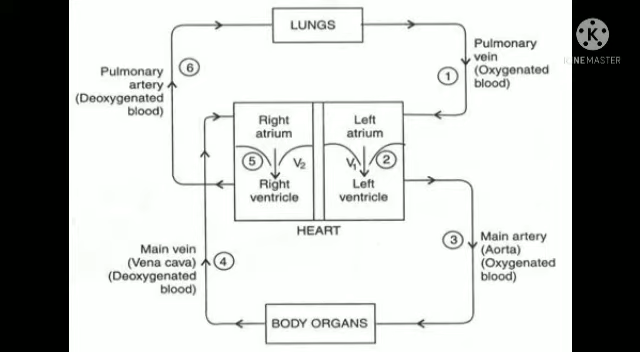 LUNGS
K
KINEMASTER
Pulmonary
vein
(Oxygenated
blood)
1
6
Pulmonary
artery
(Deoxygenated
blood)
Right
atrium
Left
atrium
5
V2
V1
2
Right
ventricle
Left
ventricle
HEART
3
Main artery
(Aorta)
(Oxygenated
blood)
Main vein
(Vena cava)
(Deoxygenated
blood)
4
BODY ORGANS